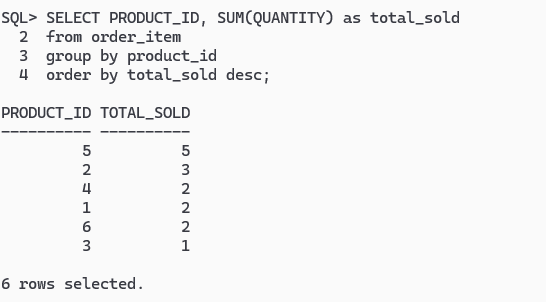 SQL> SELECT PRODUCT_ID, SUM(QUANTITY) as total_sold
  2  from order_item
  3  group by product_id
  4  order by total_sold desc;

PRODUCT_ID TOTAL_SOLD
---------- ----------
         5          5
         2          3
         4          2
         1          2
         6          2
         3          1

6 rows selected.